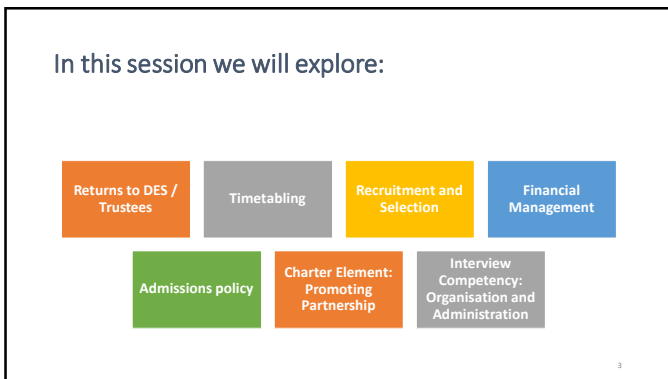 In this session we will explore:
Returns to DES /
Trustees
Timetabling
Recruitment and
Selection
Financial
Management
Admissions policy
Charter Element:
Promoting
Partnership
Interview
Competency:
Organisation and
Administration
3